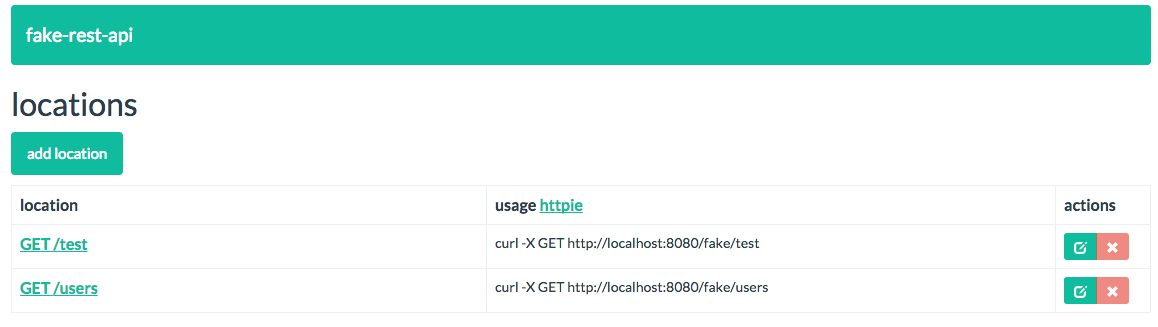 fake-rest-api
locations
add location
location usage httpie actions
GET /test curl -X GET http://localhost:8080/fake/test
GET /users curl -X GET http://localhost:8080/fake/users